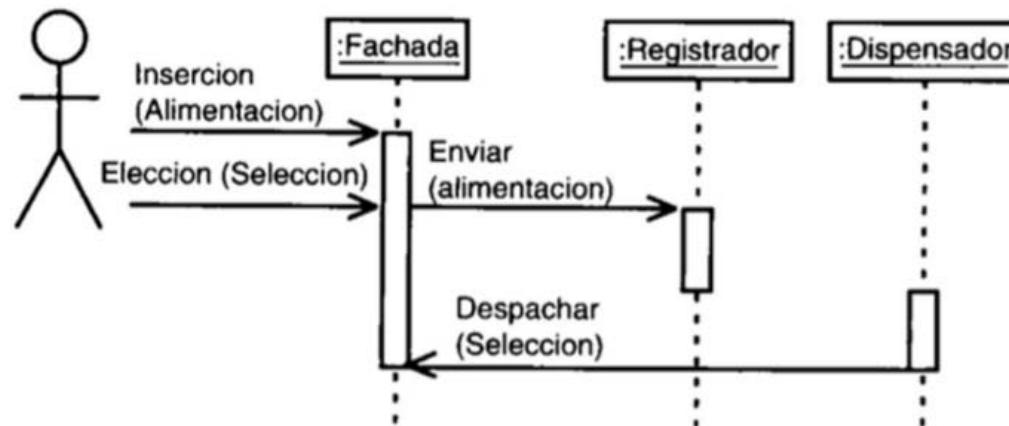 :Fachada
:Registrador
:Dispensador
Insercion
(Alimentacion)
Eleccion (Seleccion)
Enviar
(alimentacion)
Despachar
(Seleccion)